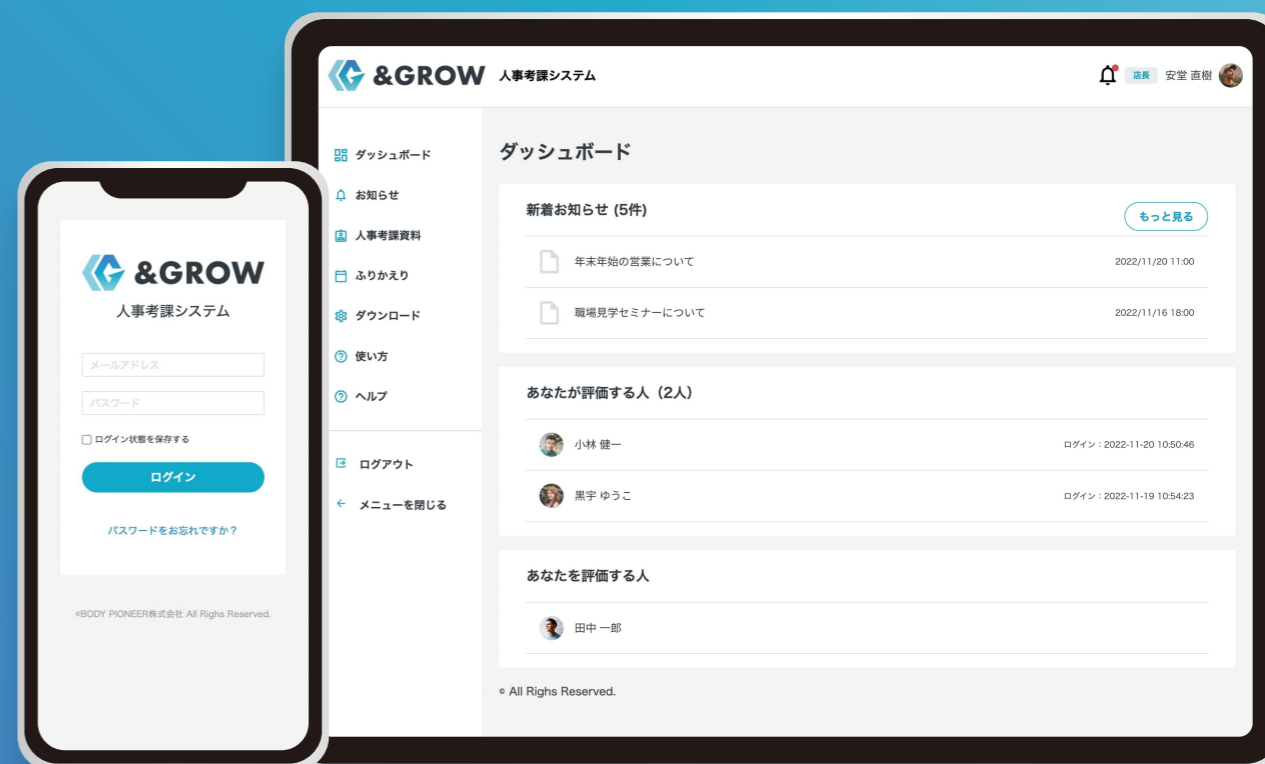 &GROW
人事考課システム
メールアドレス
パスワード
ログイン状態を保存する
ログイン
パスワードをお忘れですか？
©BODY PIONEER株式会社 All Righs Reserved.
&GROW 人事考課システム
店長 安堂 直樹
ダッシュボード
お知らせ
人事考課資料
ふりかえり
ダウンロード
使い方
ヘルプ
ログアウト
メニューを閉じる
ダッシュボード
新着お知らせ (5件)
もっと見る
年末年始の営業について 2022/11/20 11:00
職場見学セミナーについて 2022/11/16 18:00
あなたが評価する人（2人）
小林 健一 ログイン：2022-11-20 10:50:46
黒宇 ゆうこ ログイン：2022-11-19 10:54:23
あなたを評価する人
田中 一郎
© All Righs Reserved.